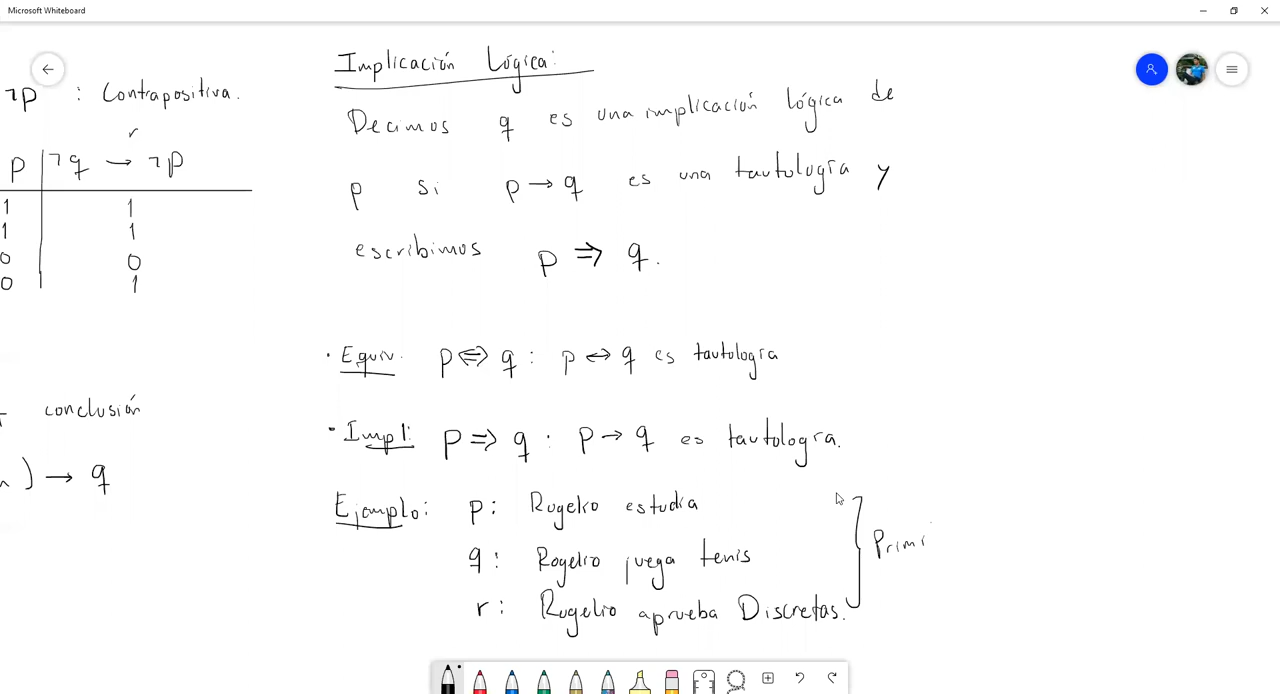 Microsoft Whiteboard
¬p : Contrapositiva.
r
p ¬q → ¬p
1 1
1 1
0 0
0 1
conclusión
) → q
Implicación Lógica:
Decimos q es una implicación lógica de
p si p → q es una tautología y
escribimos p ⇒ q.
· Equiv. p ⇔ q : p ↔ q es tautología
· Impl: p ⇒ q : p → q es tautología.
Ejemplo: p: Rogelio estudia
q: Rogelio juega tenis
r: Rogelio aprueba Discretas.
Primi